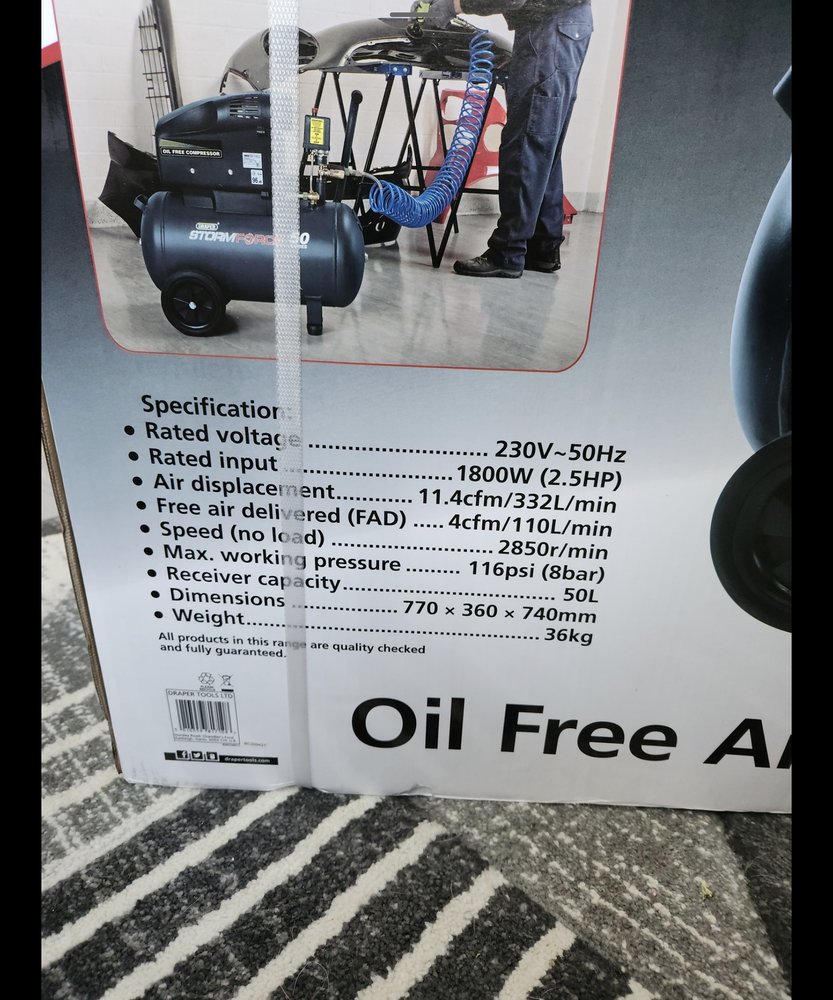 OIL FREE COMPRESSOR
DRAPER
STORMFORCE 50
Specification:
• Rated voltage ........................... 230V~50Hz
• Rated input ......................... 1800W (2.5HP)
• Air displacement............ 11.4cfm/332L/min
• Free air delivered (FAD) ..... 4cfm/110L/min
• Speed (no load) ........................... 2850r/min
• Max. working pressure ......... 116psi (8bar)
• Receiver capacity................................... 50L
• Dimensions .................. 770 × 360 × 740mm
• Weight................................................ 36kg
All products in this range are quality checked
and fully guaranteed.
DRAPER TOOLS LTD
drapertools.com
Oil Free